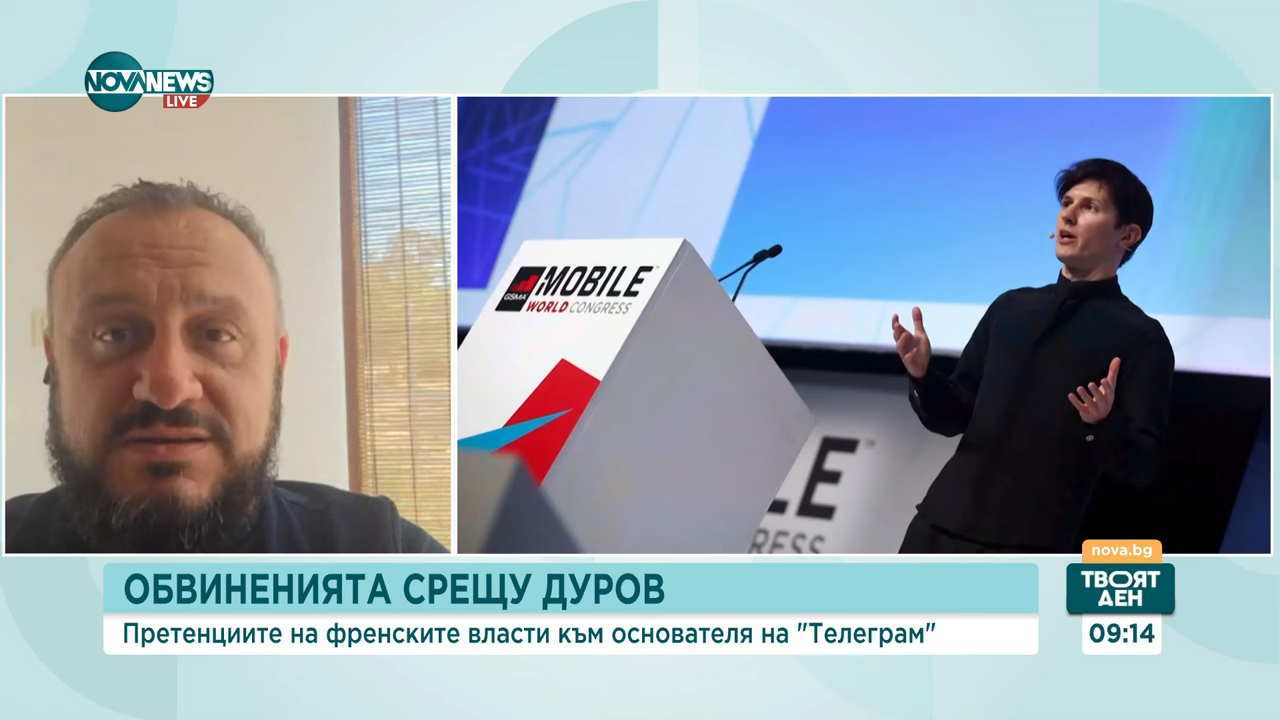 NOVA NEWS
LIVE
GSMA
MOBILE
WORLD CONGRESS
LE
RESS
ОБВИНЕНИЯТА СРЕЩУ ДУРОВ
Претенциите на френските власти към основателя на "Телеграм"
nova.bg
ТВОЯТ
ДЕН
09:14